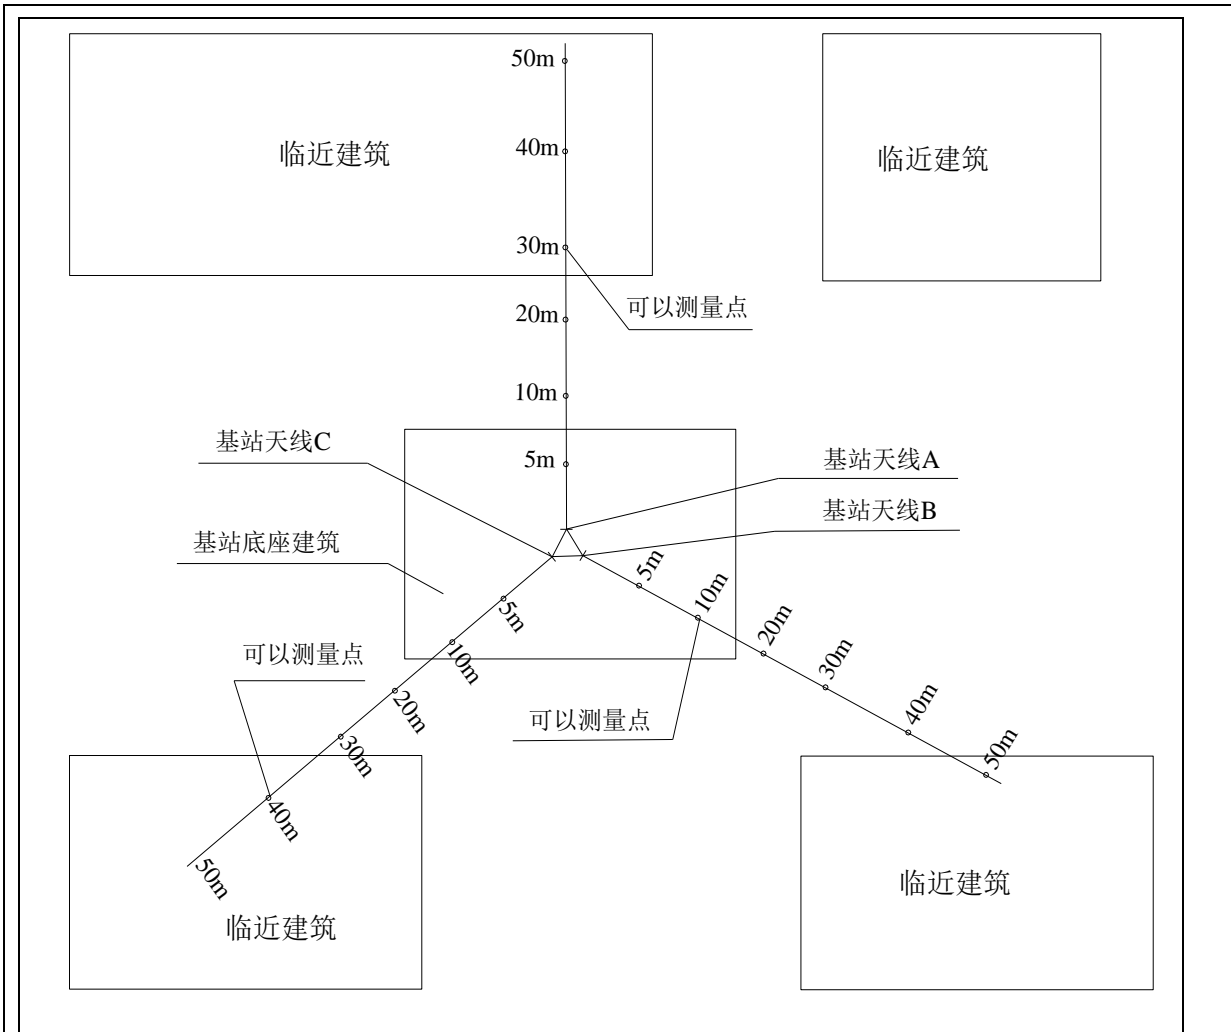 50m
临近建筑
40m
临近建筑
30m
可以测量点
20m
10m
基站天线C
5m
基站天线A
基站天线B
基站底座建筑
5m
10m
20m
30m
40m
50m
5m
10m
20m
30m
40m
50m
可以测量点
可以测量点
临近建筑
临近建筑